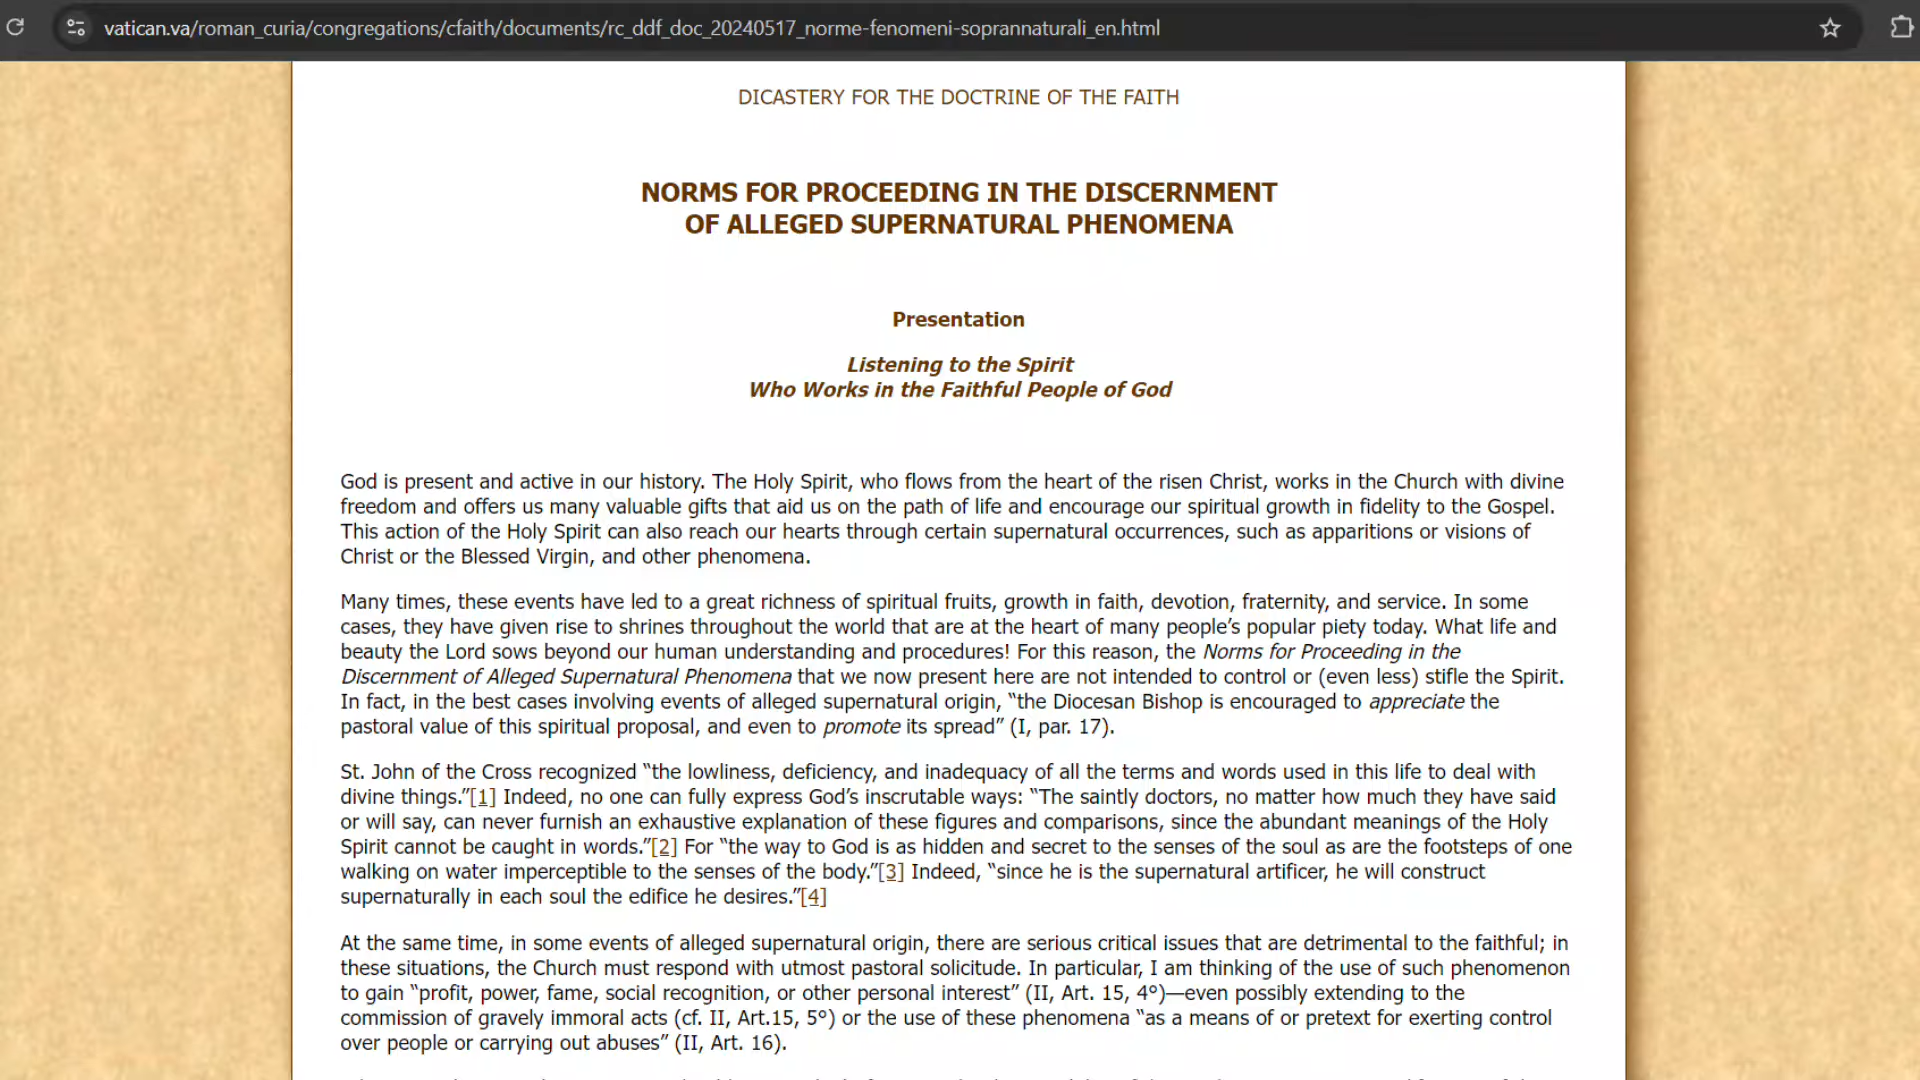 vatican.va/roman_curia/congregations/cfaith/documents/rc_ddf_doc_20240517_norme-fenomeni-soprannaturali_en.html
DICASTERY FOR THE DOCTRINE OF THE FAITH
NORMS FOR PROCEEDING IN THE DISCERNMENT
OF ALLEGED SUPERNATURAL PHENOMENA
Presentation
Listening to the Spirit
Who Works in the Faithful People of God
God is present and active in our history. The Holy Spirit, who flows from the heart of the risen Christ, works in the Church with divine
freedom and offers us many valuable gifts that aid us on the path of life and encourage our spiritual growth in fidelity to the Gospel.
This action of the Holy Spirit can also reach our hearts through certain supernatural occurrences, such as apparitions or visions of
Christ or the Blessed Virgin, and other phenomena.
Many times, these events have led to a great richness of spiritual fruits, growth in faith, devotion, fraternity, and service. In some
cases, they have given rise to shrines throughout the world that are at the heart of many people’s popular piety today. What life and
beauty the Lord sows beyond our human understanding and procedures! For this reason, the Norms for Proceeding in the
Discernment of Alleged Supernatural Phenomena that we now present here are not intended to control or (even less) stifle the Spirit.
In fact, in the best cases involving events of alleged supernatural origin, “the Diocesan Bishop is encouraged to appreciate the
pastoral value of this spiritual proposal, and even to promote its spread” (I, par. 17).
St. John of the Cross recognized “the lowliness, deficiency, and inadequacy of all the terms and words used in this life to deal with
divine things.”[1] Indeed, no one can fully express God’s inscrutable ways: “The saintly doctors, no matter how much they have said
or will say, can never furnish an exhaustive explanation of these figures and comparisons, since the abundant meanings of the Holy
Spirit cannot be caught in words.”[2] For “the way to God is as hidden and secret to the senses of the soul as are the footsteps of one
walking on water imperceptible to the senses of the body.”[3] Indeed, “since he is the supernatural artificer, he will construct
supernaturally in each soul the edifice he desires.”[4]
At the same time, in some events of alleged supernatural origin, there are serious critical issues that are detrimental to the faithful; in
these situations, the Church must respond with utmost pastoral solicitude. In particular, I am thinking of the use of such phenomenon
to gain “profit, power, fame, social recognition, or other personal interest” (II, Art. 15, 4°)—even possibly extending to the
commission of gravely immoral acts (cf. II, Art.15, 5°) or the use of these phenomena “as a means of or pretext for exerting control
over people or carrying out abuses” (II, Art. 16).